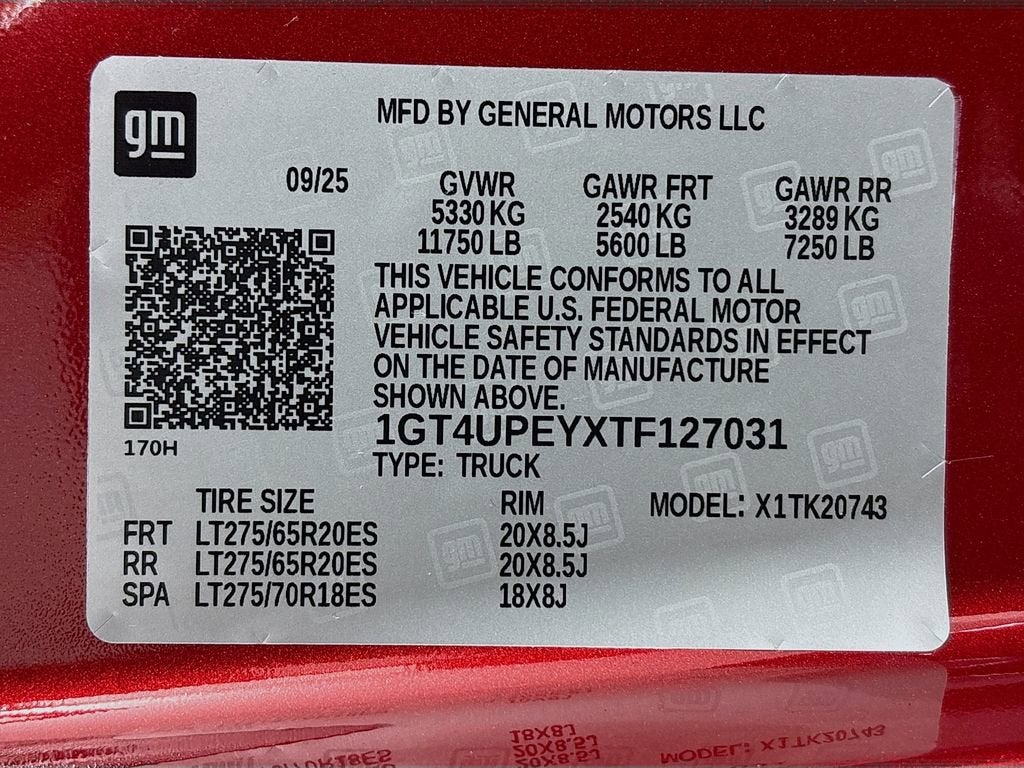 gm
MFD BY GENERAL MOTORS LLC
09/25
GVWR GAWR FRT GAWR RR
5330 KG 2540 KG 3289 KG
11750 LB 5600 LB 7250 LB
THIS VEHICLE CONFORMS TO ALL
APPLICABLE U.S. FEDERAL MOTOR
VEHICLE SAFETY STANDARDS IN EFFECT
ON THE DATE OF MANUFACTURE
SHOWN ABOVE.
170H
1GT4UPEYXTF127031
TYPE: TRUCK
TIRE SIZE RIM MODEL: X1TK20743
FRT LT275/65R20ES 20X8.5J
RR LT275/65R20ES 20X8.5J
SPA LT275/70R18ES 18X8J